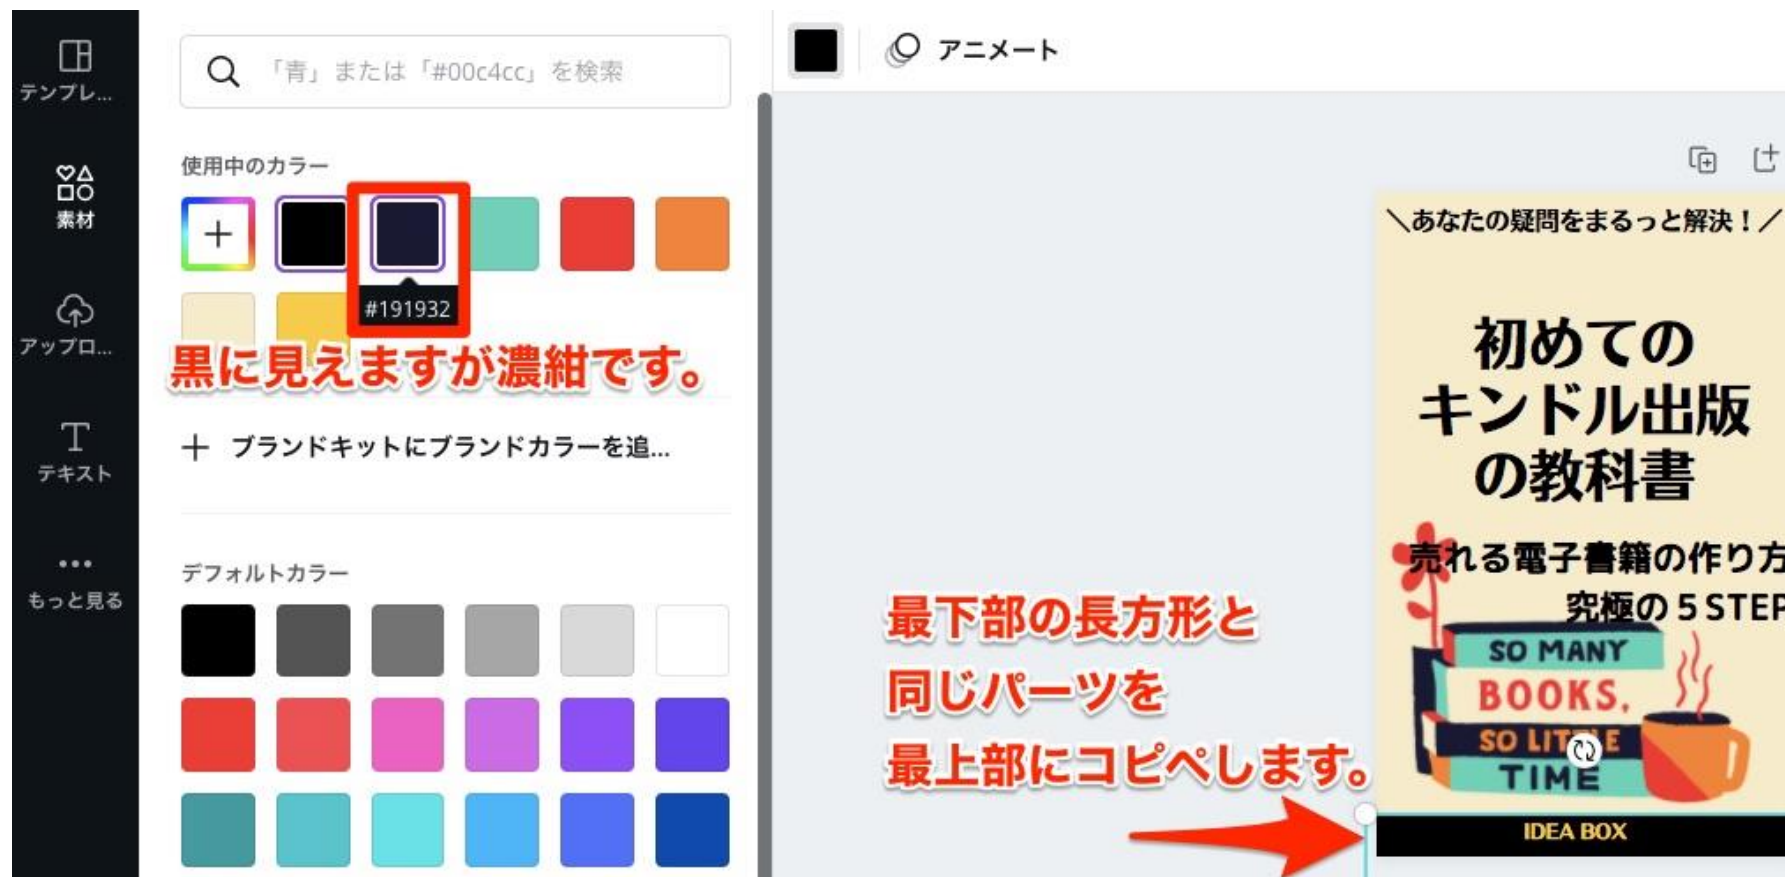 テンプレ...
素材
アップロ...
テキスト
もっと見る
「青」または「#00c4cc」を検索
使用中のカラー
#191932
黒に見えますが濃紺です。
ブランドキットにブランドカラーを追...
デフォルトカラー
アニメート
＼あなたの疑問をまるっと解決！／
初めての
キンドル出版
の教科書
売れる電子書籍の作り方
究極の５STEP
SO MANY
BOOKS,
SO LITTLE
TIME
IDEA BOX
最下部の長方形と
同じパーツを
最上部にコピペします。